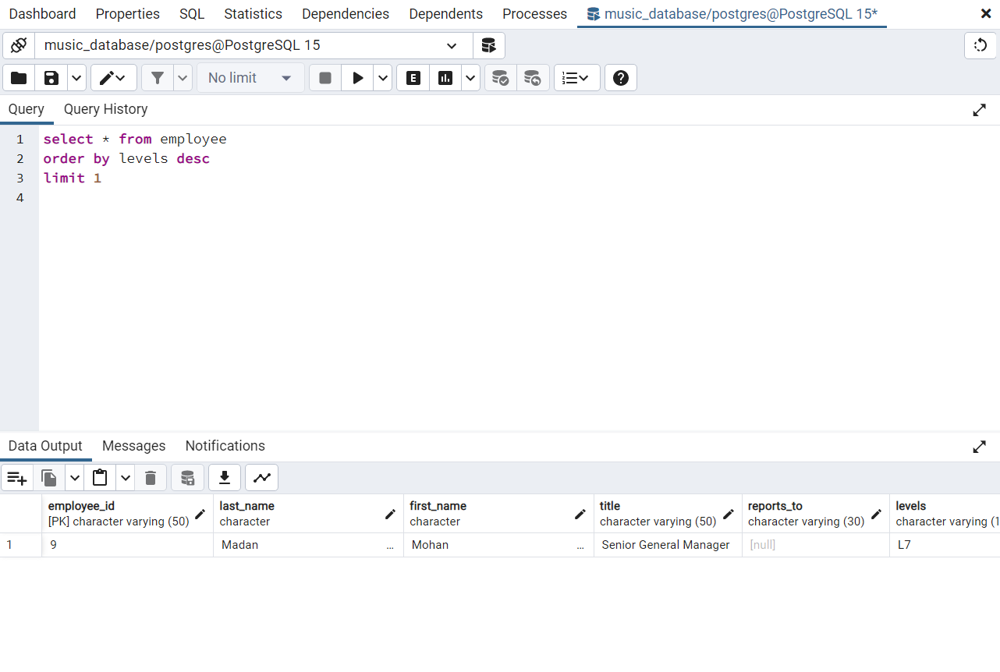 Dashboard Properties SQL Statistics Dependencies Dependents Processes music_database/postgres@PostgreSQL 15*
music_database/postgres@PostgreSQL 15
No limit E
Query Query History
1 select * from employee
2 order by levels desc
3 limit 1
4
Data Output Messages Notifications
employee_id last_name first_name title reports_to levels
[PK] character varying (50) character character character varying (50) character varying (30) character varying (1
1 9 Madan ... Mohan ... Senior General Manager [null] L7